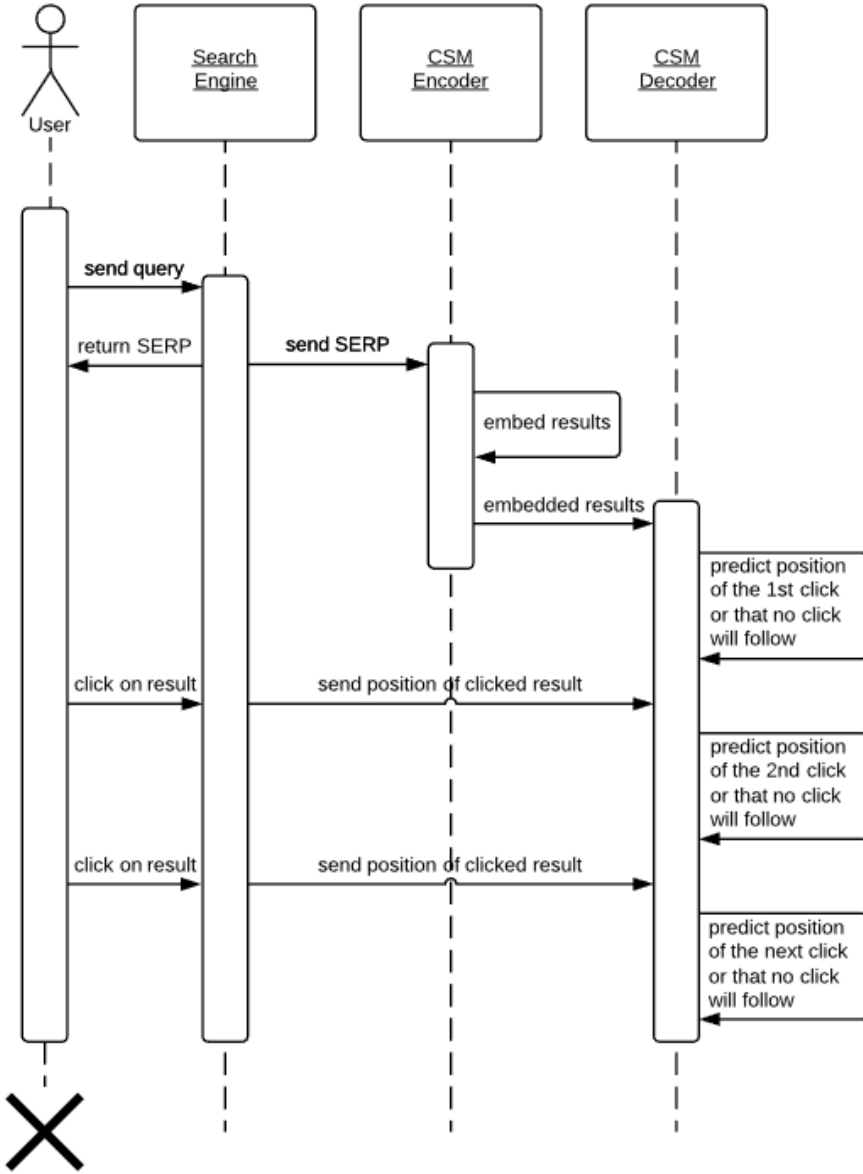 Search
Engine
CSM
Encoder
CSM
Decoder
User
send query
return SERP
send SERP
embed results
embedded results
predict position
of the 1st click
or that no click
will follow
click on result
send position of clicked result
predict position
of the 2nd click
or that no click
will follow
click on result
send position of clicked result
predict position
of the next click
or that no click
will follow